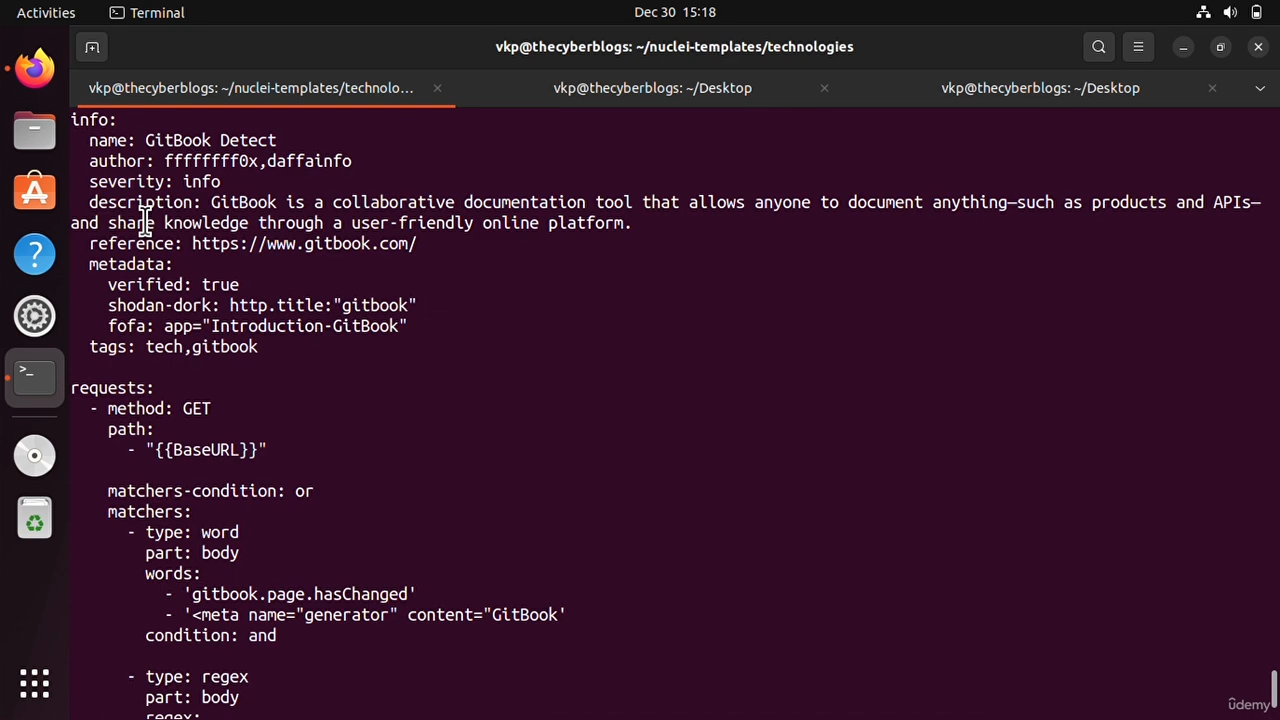 Activities Terminal Dec 30 15:18
vkp@thecyberblogs: ~/nuclei-templates/technologies
vkp@thecyberblogs: ~/nuclei-templates/technolo... vkp@thecyberblogs: ~/Desktop vkp@thecyberblogs: ~/Desktop
info:
  name: GitBook Detect
  author: ffffffff0x,daffainfo
  severity: info
  description: GitBook is a collaborative documentation tool that allows anyone to document anything—such as products and APIs—
and share knowledge through a user-friendly online platform.
  reference: https://www.gitbook.com/
  metadata:
    verified: true
    shodan-dork: http.title:"gitbook"
    fofa: app="Introduction-GitBook"
  tags: tech,gitbook
requests:
  - method: GET
    path:
      - "{{BaseURL}}"
    matchers-condition: or
    matchers:
      - type: word
        part: body
        words:
          - 'gitbook.page.hasChanged'
          - '<meta name="generator" content="GitBook'
        condition: and
      - type: regex
        part: body
        regex:
udemy